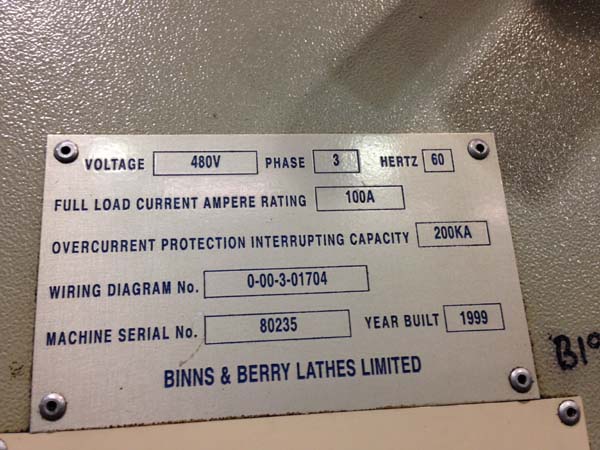 VOLTAGE 480V PHASE 3 HERTZ 60
FULL LOAD CURRENT AMPERE RATING 100A
OVERCURRENT PROTECTION INTERRUPTING CAPACITY 200KA
WIRING DIAGRAM No. 0-00-3-01704
MACHINE SERIAL No. 80235 YEAR BUILT 1999
BINNS & BERRY LATHES LIMITED